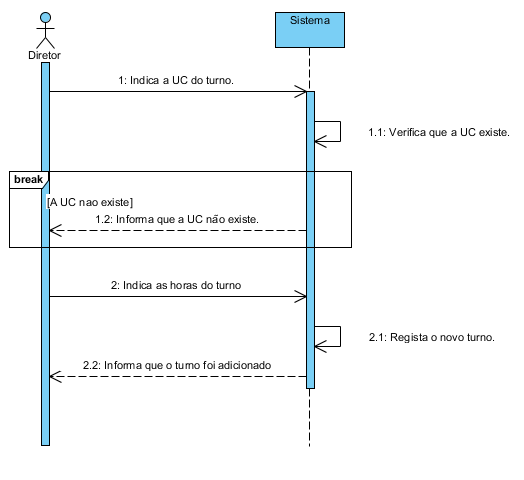 Sistema
Diretor
1: Indica a UC do turno.
1.1: Verifica que a UC existe.
break
[A UC nao existe]
1.2: Informa que a UC não existe.
2: Indica as horas do turno
2.1: Regista o novo turno.
2.2: Informa que o turno foi adicionado